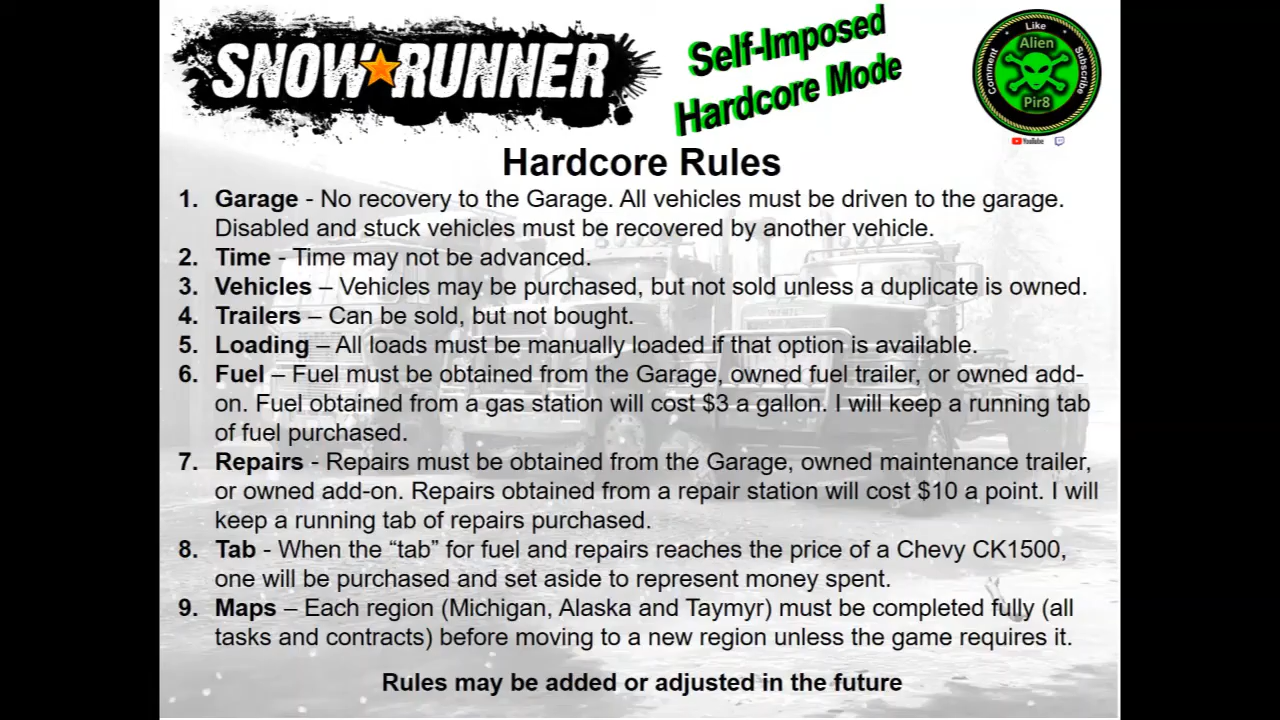 SNOWRUNNER
Self-Imposed
Hardcore Mode
Like
Comment
Subscribe
Alien
Pir8
YouTube
Hardcore Rules
1. Garage - No recovery to the Garage. All vehicles must be driven to the garage.
Disabled and stuck vehicles must be recovered by another vehicle.
2. Time - Time may not be advanced.
3. Vehicles – Vehicles may be purchased, but not sold unless a duplicate is owned.
4. Trailers – Can be sold, but not bought.
5. Loading – All loads must be manually loaded if that option is available.
6. Fuel – Fuel must be obtained from the Garage, owned fuel trailer, or owned add-
on. Fuel obtained from a gas station will cost $3 a gallon. I will keep a running tab
of fuel purchased.
7. Repairs - Repairs must be obtained from the Garage, owned maintenance trailer,
or owned add-on. Repairs obtained from a repair station will cost $10 a point. I will
keep a running tab of repairs purchased.
8. Tab - When the “tab” for fuel and repairs reaches the price of a Chevy CK1500,
one will be purchased and set aside to represent money spent.
9. Maps – Each region (Michigan, Alaska and Taymyr) must be completed fully (all
tasks and contracts) before moving to a new region unless the game requires it.
Rules may be added or adjusted in the future